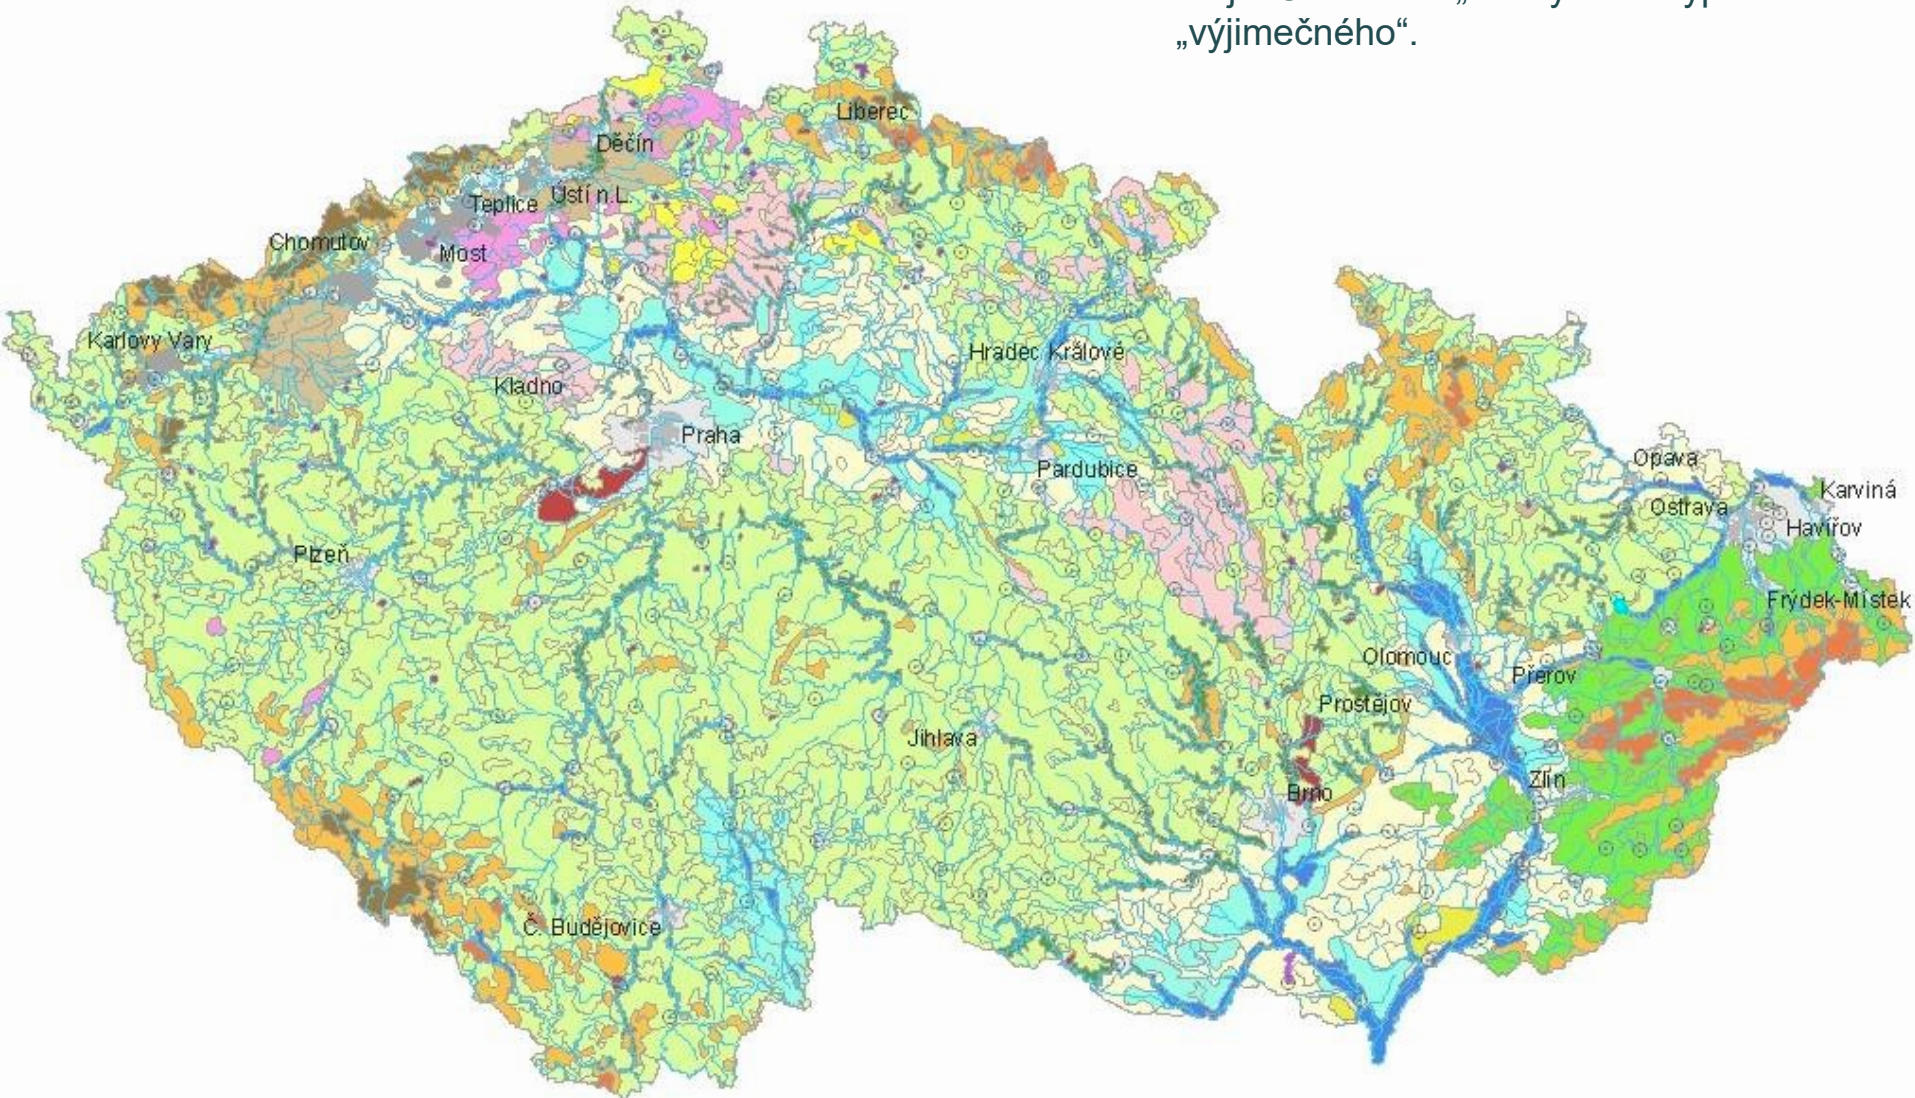 „výjimečného“.
Liberec
Děčín
Ústí n.L.
Teplice
Chomutov
Most
Karlovy Vary
Hradec Králové
Kladno
Praha
Pardubice
Opava
Karviná
Ostrava
Havířov
Plzeň
Frýdek-Místek
Olomouc
Přerov
Prostějov
Jihlava
Zlín
Brno
Č. Budějovice